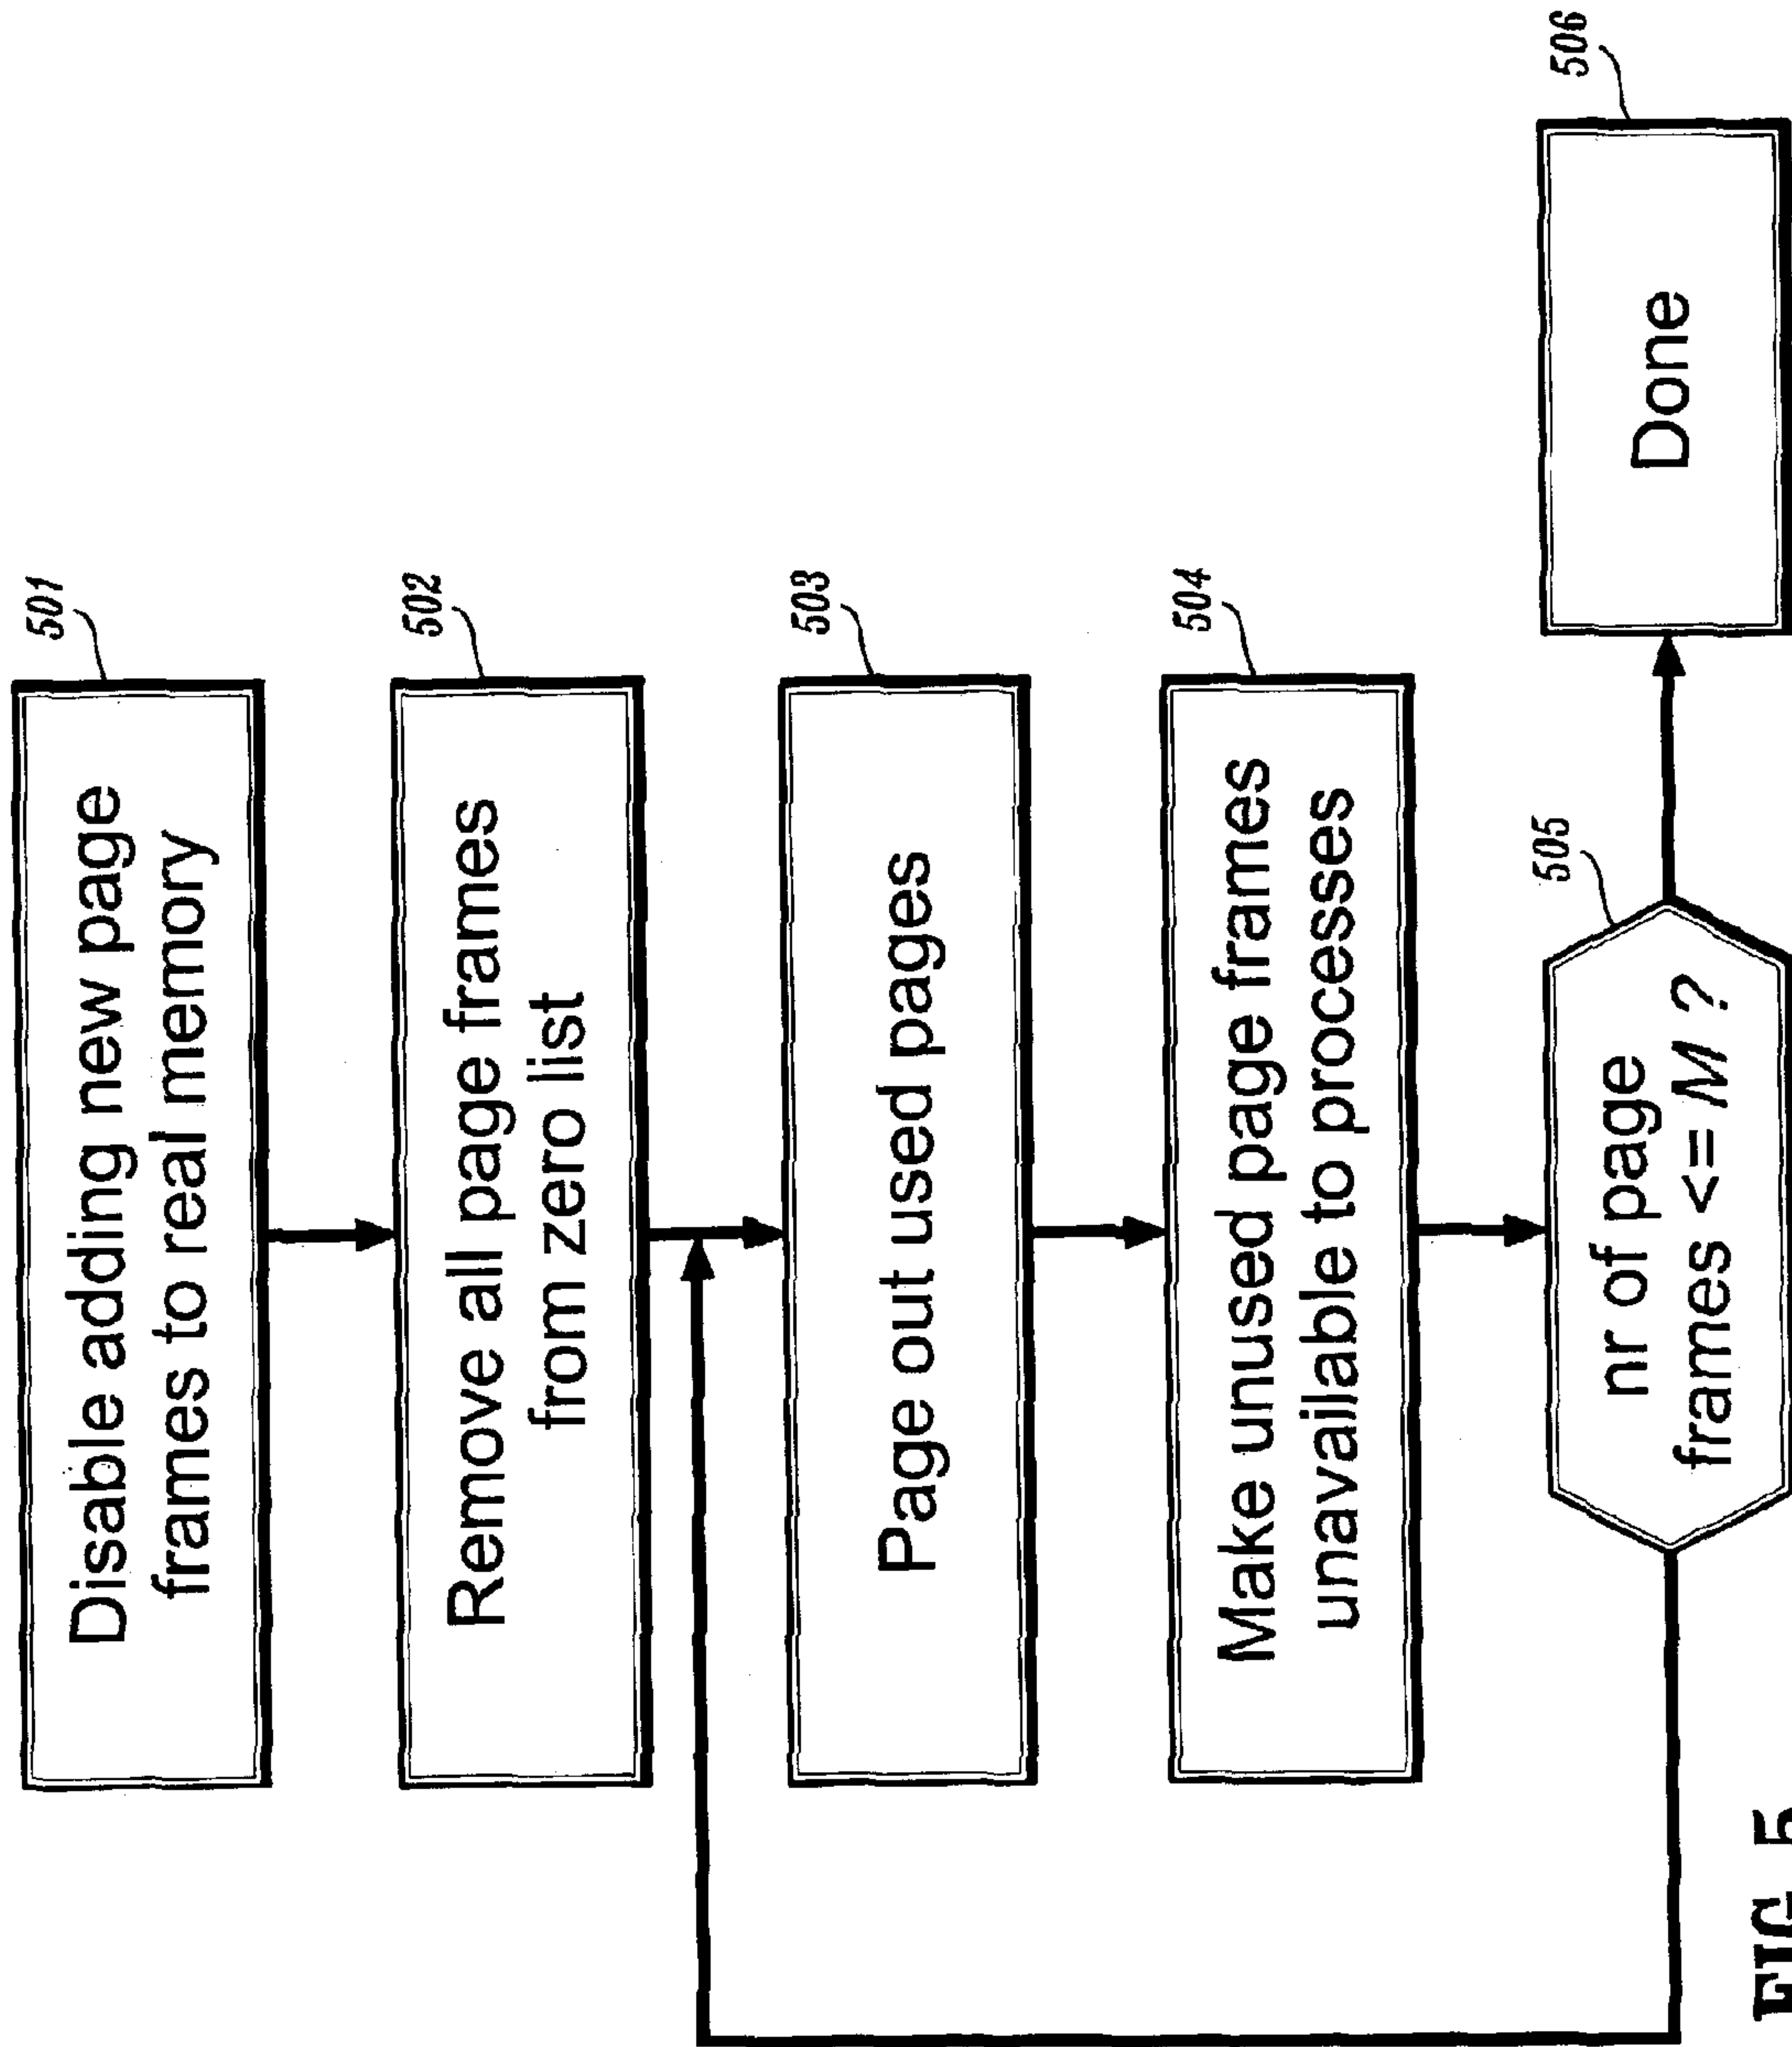 501
Disable adding new page
frames to real memory
502
Remove all page frames
from zero list
503
Page out used pages
504
Make unused page frames
unavailable to processes
505
nr of page
frames <= M ?
506
Done
FIG. 5